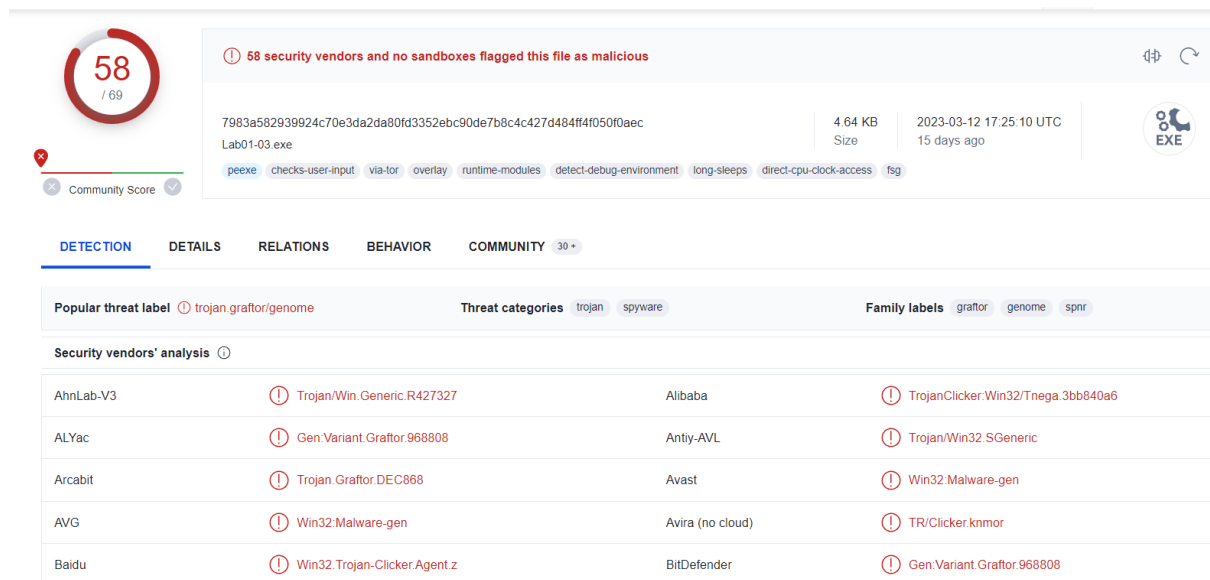 58
/ 69
58 security vendors and no sandboxes flagged this file as malicious
7983a582939924c70e3da2da80fd3352ebc90de7b8c4c427d484ff4f050f0aec
Lab01-03.exe
4.64 KB
Size
2023-03-12 17:25:10 UTC
15 days ago
EXE
peexe checks-user-input via-tor overlay runtime-modules detect-debug-environment long-sleeps direct-cpu-clock-access fsg
Community Score
DETECTION DETAILS RELATIONS BEHAVIOR COMMUNITY 30 +
Popular threat label trojan.graftor/genome Threat categories trojan spyware Family labels graftor genome spnr
Security vendors' analysis
AhnLab-V3 Trojan/Win.Generic.R427327 Alibaba TrojanClicker:Win32/Tnega.3bb840a6
ALYac Gen:Variant.Graftor.968808 Antiy-AVL Trojan/Win32.SGeneric
Arcabit Trojan.Graftor.DEC868 Avast Win32:Malware-gen
AVG Win32:Malware-gen Avira (no cloud) TR/Clicker.knmor
Baidu Win32.Trojan-Clicker.Agent.z BitDefender Gen:Variant.Graftor.968808